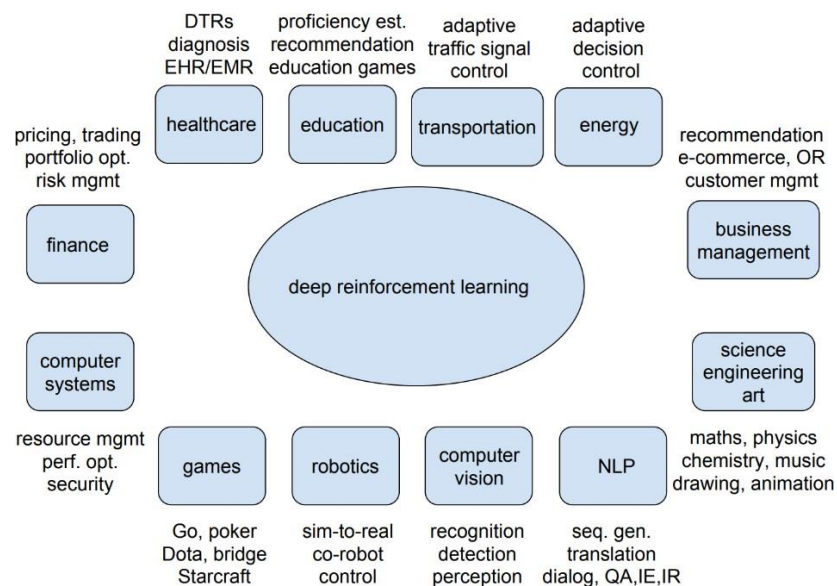 DTRs
diagnosis
EHR/EMR
healthcare
proficiency est.
recommendation
education games
education
adaptive
traffic signal
control
transportation
adaptive
decision
control
energy
pricing, trading
portfolio opt.
risk mgmt
finance
recommendation
e-commerce, OR
customer mgmt
business
management
deep reinforcement learning
computer
systems
resource mgmt
perf. opt.
security
science
engineering
art
maths, physics
chemistry, music
drawing, animation
games
Go, poker
Dota, bridge
Starcraft
robotics
sim-to-real
co-robot
control
computer
vision
recognition
detection
perception
NLP
seq. gen.
translation
dialog, QA,IE,IR